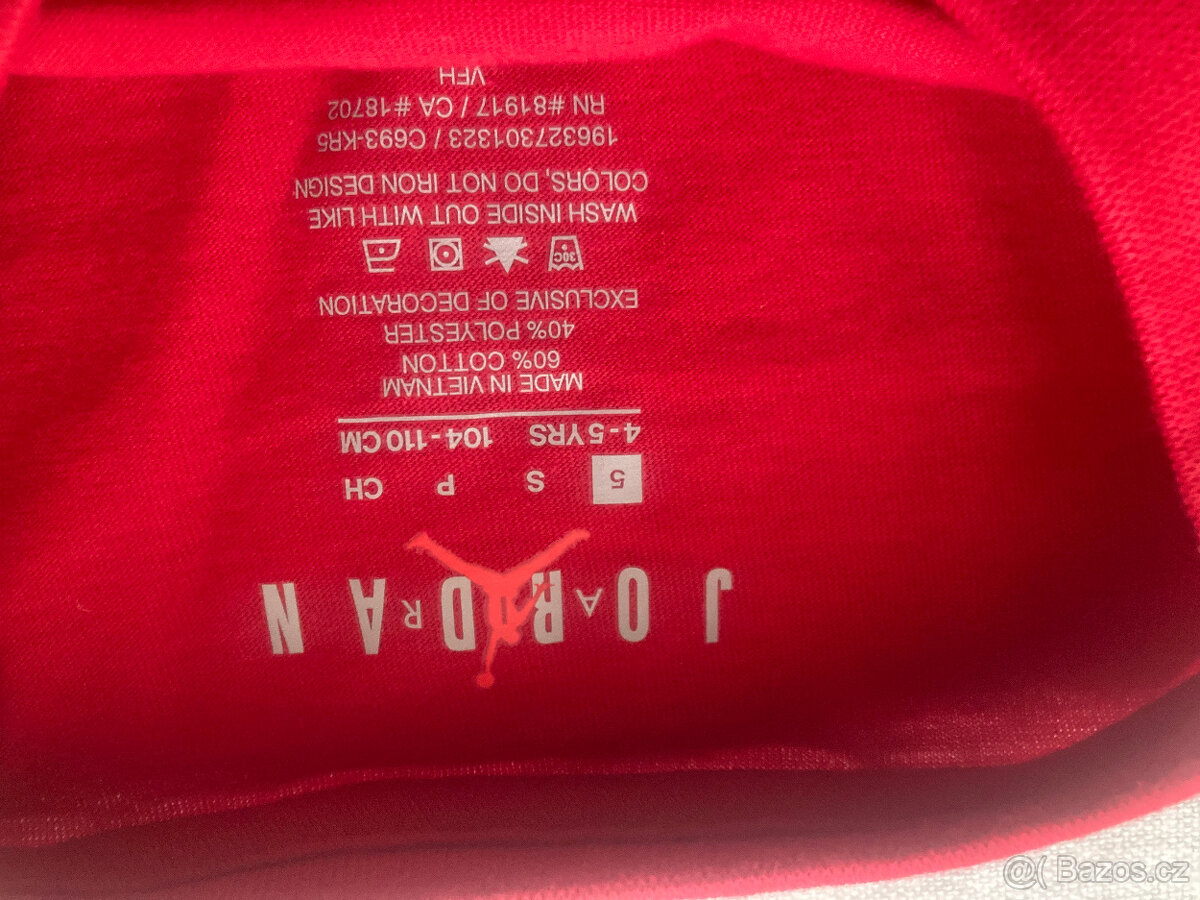 JORDAN
AIR
5 S P CH
4-5YRS 104-110 CM
MADE IN VIETNAM
60% COTTON
40% POLYESTER
EXCLUSIVE OF DECORATION
30C
WASH INSIDE OUT WITH LIKE
COLORS, DO NOT IRON DESIGN
196327301323 / C693-KR5
RN #81917 / CA #18702
VFH
@( Bazos.cz